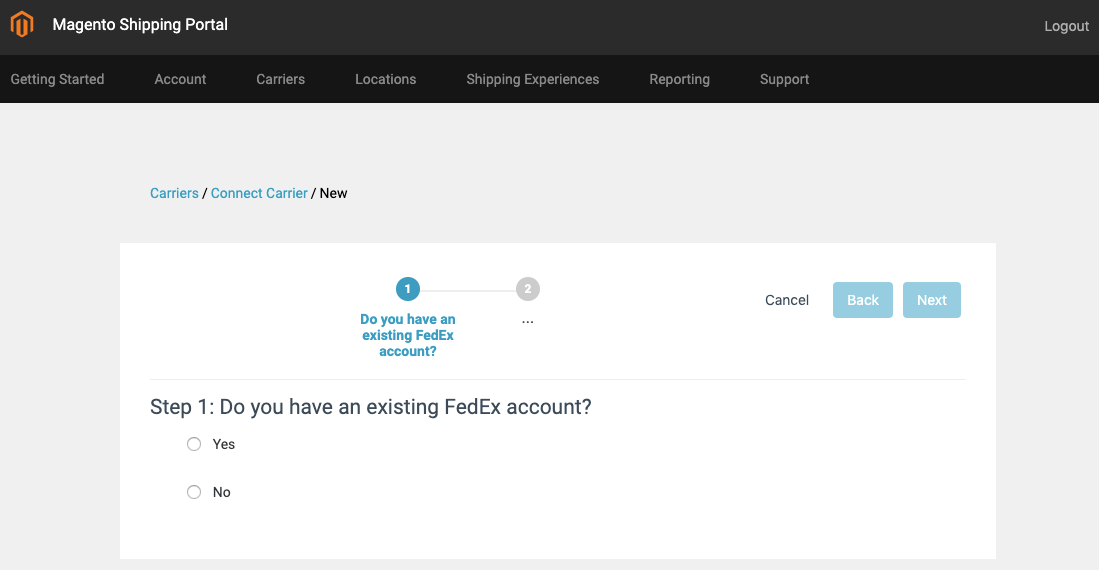 Magento Shipping Portal
Logout
Getting Started Account Carriers Locations Shipping Experiences Reporting Support
Carriers / Connect Carrier / New
1 2
Do you have an
existing FedEx
account?
...
Cancel Back Next
Step 1: Do you have an existing FedEx account?
Yes
No